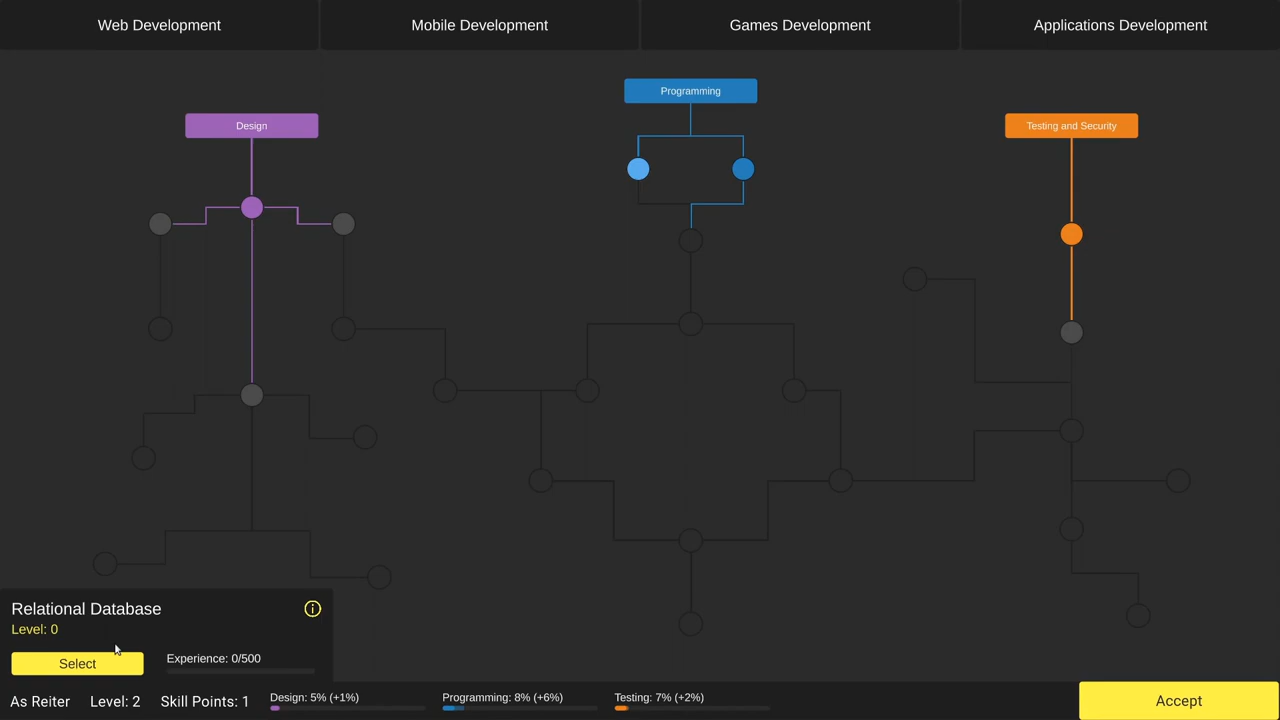 Web Development
Mobile Development
Games Development
Applications Development
Programming
Design
Testing and Security
Relational Database
Level: 0
Select
Experience: 0/500
As Reiter
Level: 2
Skill Points: 1
Design: 5% (+1%)
Programming: 8% (+6%)
Testing: 7% (+2%)
Accept